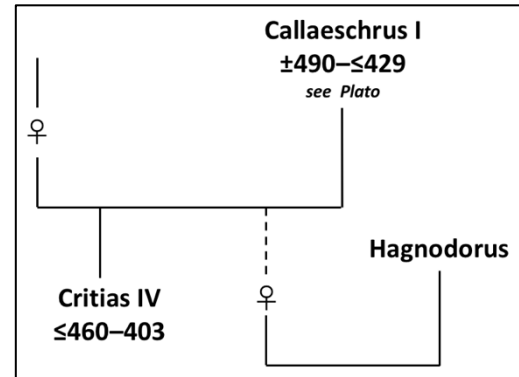 Callaeschrus I
±490–≤429
see Plato
♀
Hagnodorus
♀
Critias IV
≤460–403